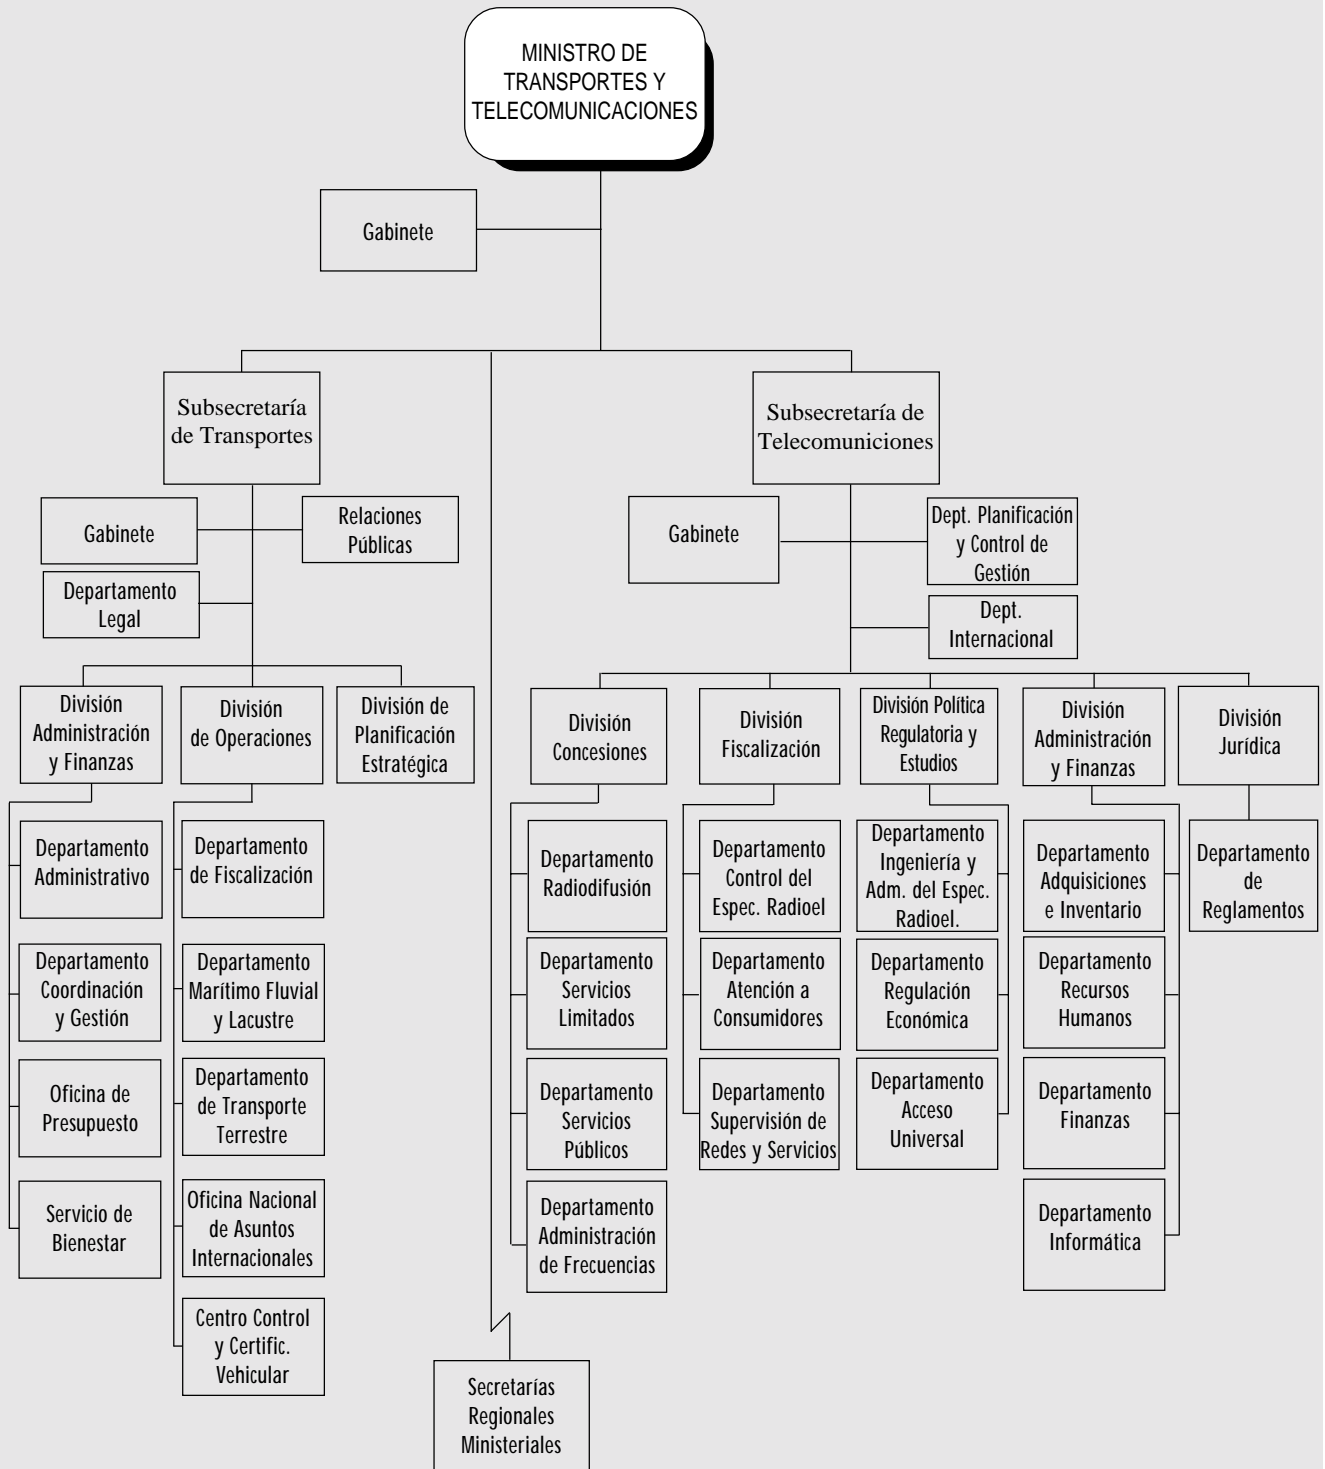 MINISTRO DE
TRANSPORTES Y
TELECOMUNICACIONES
Gabinete
Subsecretaría
de Transportes
Subsecretaría de
Telecomuniciones
Gabinete
Relaciones
Públicas
Departamento
Legal
Gabinete
Dept. Planificación
y Control de
Gestión
Dept.
Internacional
División
Administración
y Finanzas
División
de Operaciones
División de
Planificación
Estratégica
División
Concesiones
División
Fiscalización
División Política
Regulatoria y
Estudios
División
Administración
y Finanzas
División
Jurídica
Departamento
Administrativo
Departamento
Coordinación
y Gestión
Oficina de
Presupuesto
Servicio de
Bienestar
Departamento
de Fiscalización
Departamento
Marítimo Fluvial
y Lacustre
Departamento
de Transporte
Terrestre
Oficina Nacional
de Asuntos
Internacionales
Centro Control
y Certific.
Vehicular
Departamento
Radiodifusión
Departamento
Servicios
Limitados
Departamento
Servicios
Públicos
Departamento
Administración
de Frecuencias
Departamento
Control del
Espec. Radioel
Departamento
Atención a
Consumidores
Departamento
Supervisión de
Redes y Servicios
Departamento
Ingeniería y
Adm. del Espec.
Radioel.
Departamento
Regulación
Económica
Departamento
Acceso
Universal
Departamento
Adquisiciones
e Inventario
Departamento
Recursos
Humanos
Departamento
Finanzas
Departamento
Informática
Departamento
de
Reglamentos
Secretarías
Regionales
Ministeriales